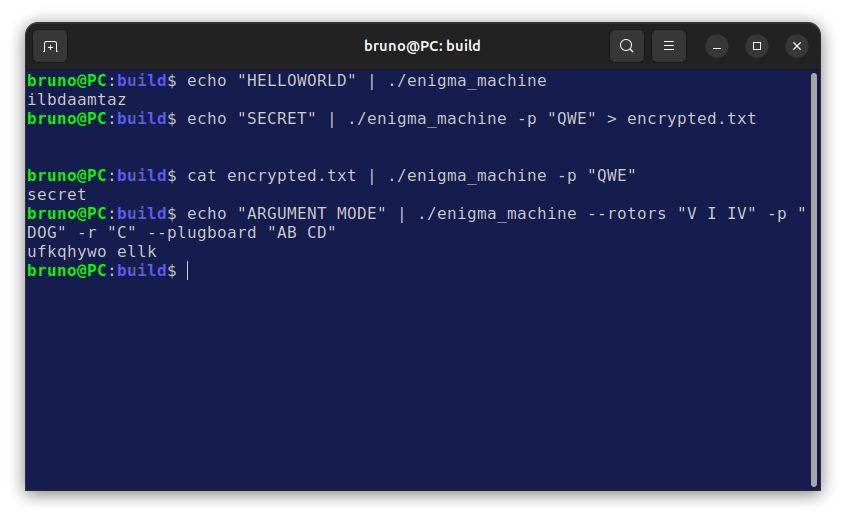 bruno@PC: build
bruno@PC:build$ echo "HELLOWORLD" | ./enigma_machine
ilbdaamtaz
bruno@PC:build$ echo "SECRET" | ./enigma_machine -p "QWE" > encrypted.txt
bruno@PC:build$ cat encrypted.txt | ./enigma_machine -p "QWE"
secret
bruno@PC:build$ echo "ARGUMENT MODE" | ./enigma_machine --rotors "V I IV" -p "
DOG" -r "C" --plugboard "AB CD"
ufkqhywo ellk
bruno@PC:build$